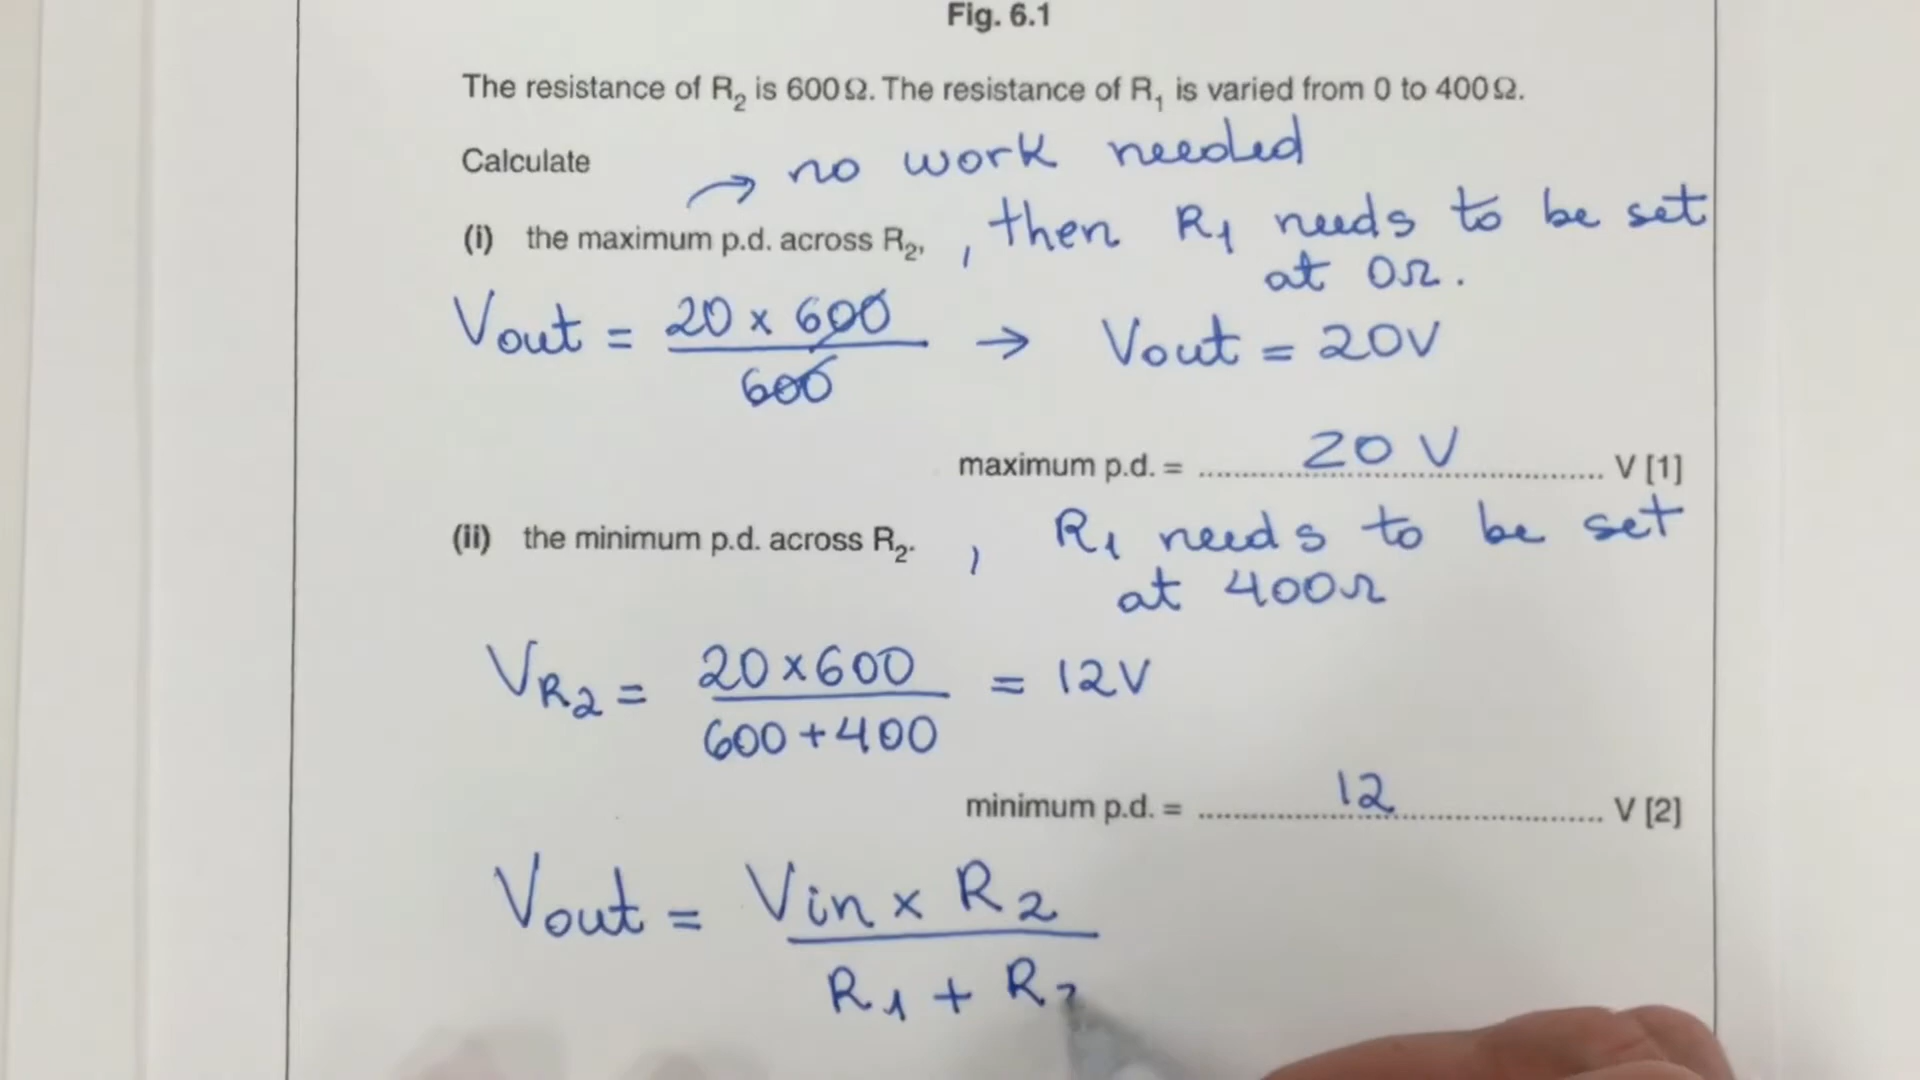 Fig. 6.1
The resistance of R₂ is 600Ω. The resistance of R₁ is varied from 0 to 400Ω.
Calculate → no work needed
(i) the maximum p.d. across R₂, , then R₁ needs to be set
at 0Ω.
Vout = 20 x 600 / 600 → Vout = 20V
maximum p.d. = 20 V V [1]
(ii) the minimum p.d. across R₂. , R₁ needs to be set
at 400Ω
VR₂ = 20x600 / 600+400 = 12V
minimum p.d. = 12 V [2]
Vout = Vin x R₂ / R₁ + R₂